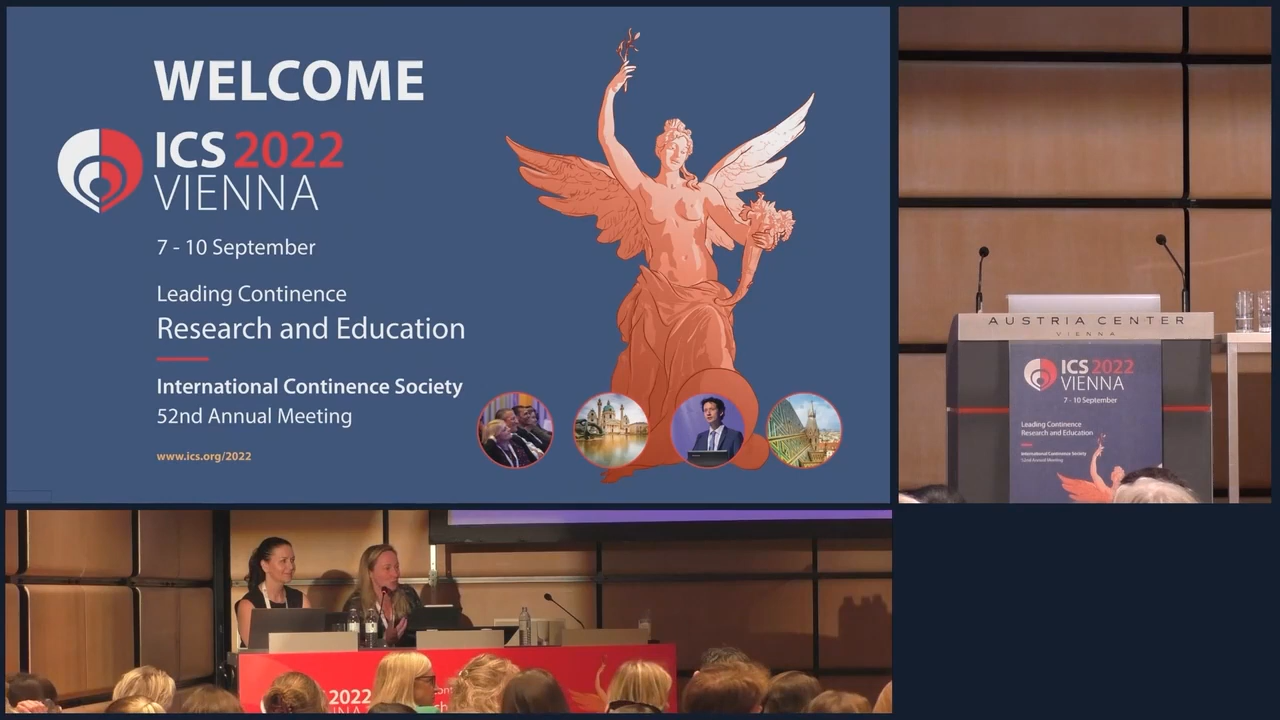 WELCOME
ICS 2022
VIENNA
7 - 10 September
Leading Continence
Research and Education
International Continence Society
52nd Annual Meeting
www.ics.org/2022
AUSTRIA CENTER
VIENNA
ICS 2022
VIENNA
7 - 10 September
Leading Continence
Research and Education
International Continence Society
52nd Annual Meeting
2022